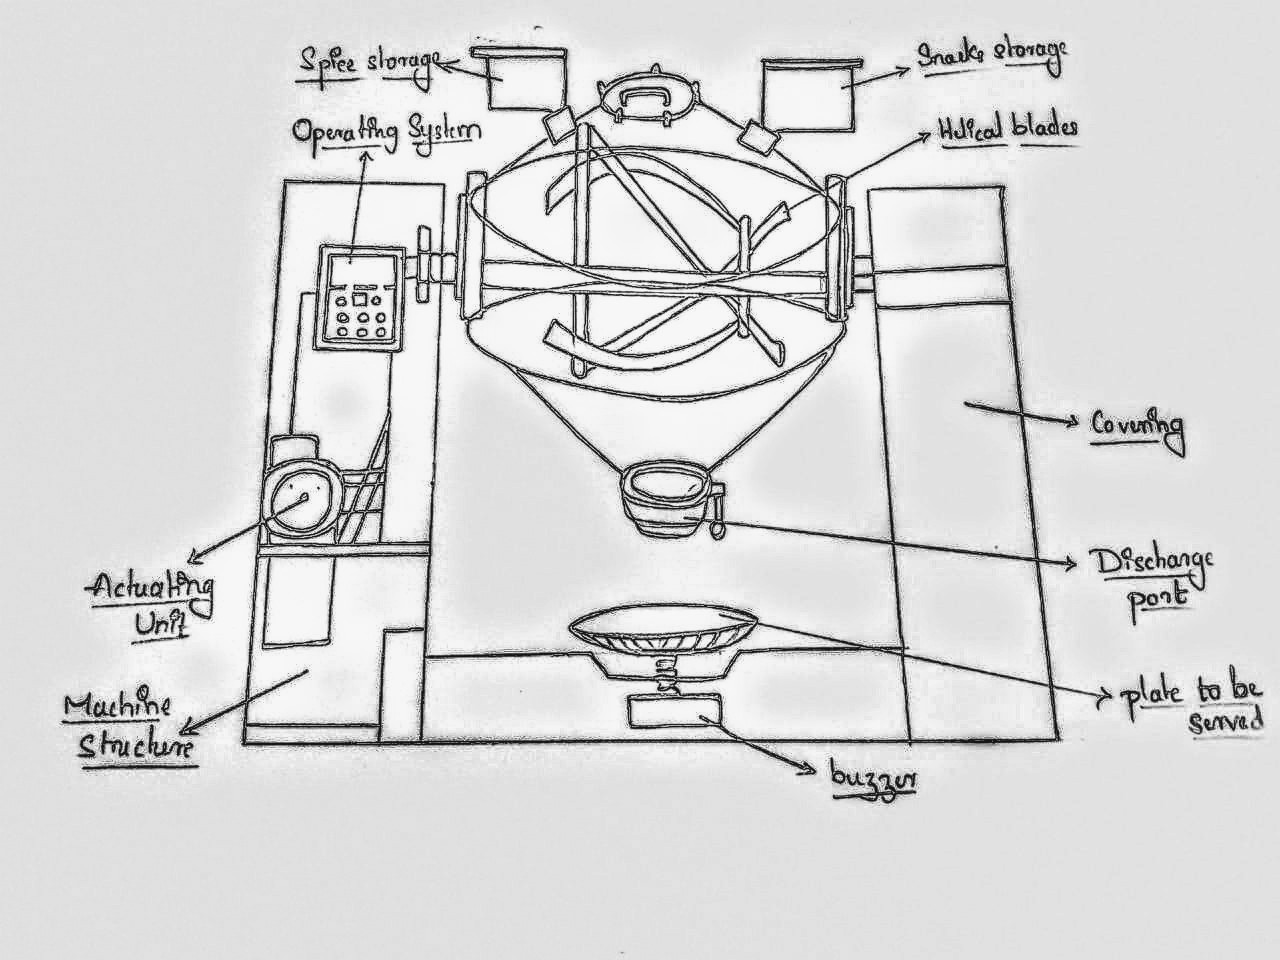 Spice storage
Snacks storage
Operating System
Helical blades
Covering
Actuating
Unit
Discharge
port
Machine
Structure
plate to be
served
buzzer